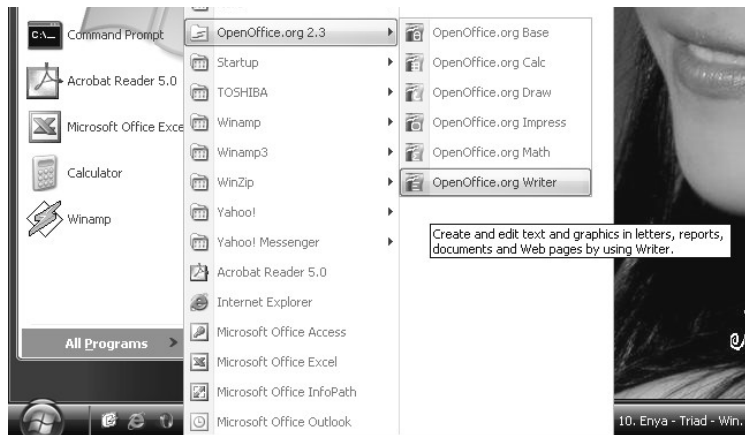 Command Prompt
Acrobat Reader 5.0
Microsoft Office Exce
Calculator
Winamp
All Programs >
OpenOffice.org 2.3
Startup
TOSHIBA
Winamp
Winamp3
WinZip
Yahoo!
Yahoo! Messenger
Acrobat Reader 5.0
Internet Explorer
Microsoft Office Access
Microsoft Office Excel
Microsoft Office InfoPath
Microsoft Office Outlook
OpenOffice.org Base
OpenOffice.org Calc
OpenOffice.org Draw
OpenOffice.org Impress
OpenOffice.org Math
OpenOffice.org Writer
Create and edit text and graphics in letters, reports,
documents and Web pages by using Writer.
10. Enya - Triad - Win.